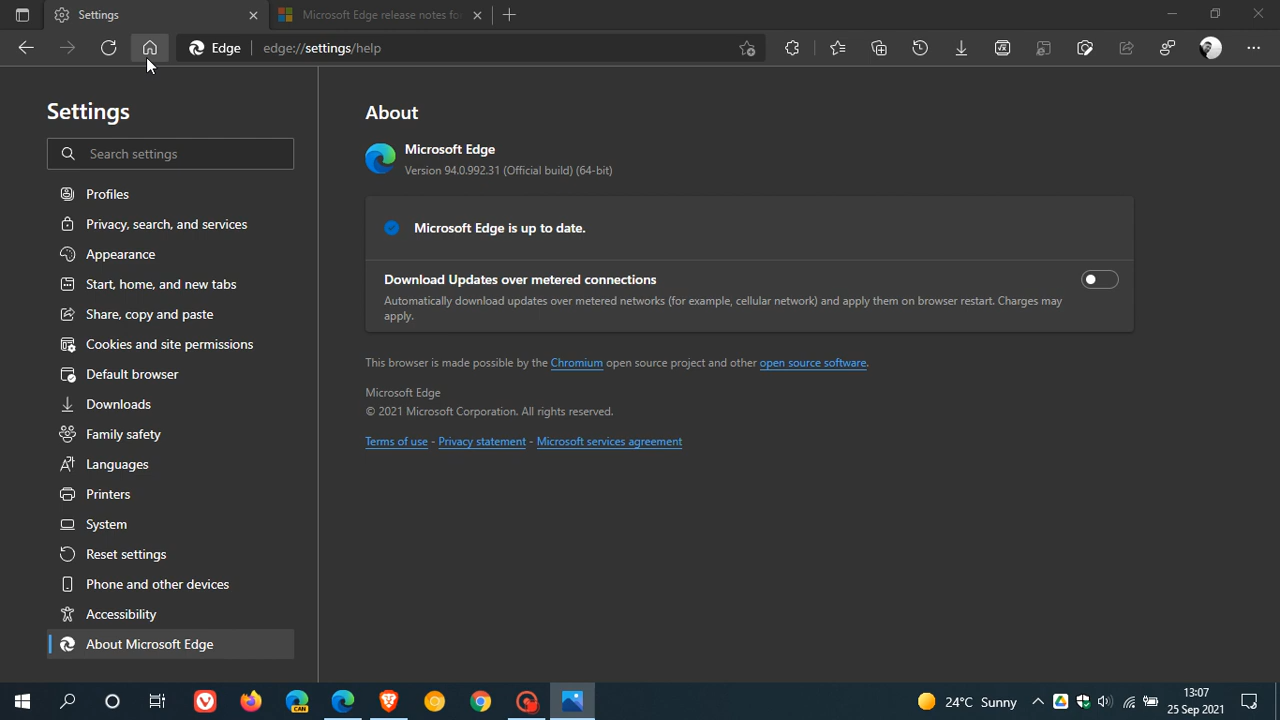 Settings
Microsoft Edge release notes fo
Edge
edge://settings/help
Settings
Search settings
Profiles
Privacy, search, and services
Appearance
Start, home, and new tabs
Share, copy and paste
Cookies and site permissions
Default browser
Downloads
Family safety
Languages
Printers
System
Reset settings
Phone and other devices
Accessibility
About Microsoft Edge
About
Microsoft Edge
Version 94.0.992.31 (Official build) (64-bit)
Microsoft Edge is up to date.
Download Updates over metered connections
Automatically download updates over metered networks (for example, cellular network) and apply them on browser restart. Charges may
apply.
This browser is made possible by the Chromium open source project and other open source software.
Microsoft Edge
© 2021 Microsoft Corporation. All rights reserved.
Terms of use - Privacy statement - Microsoft services agreement
CAN
24°C Sunny
13:07
25 Sep 2021